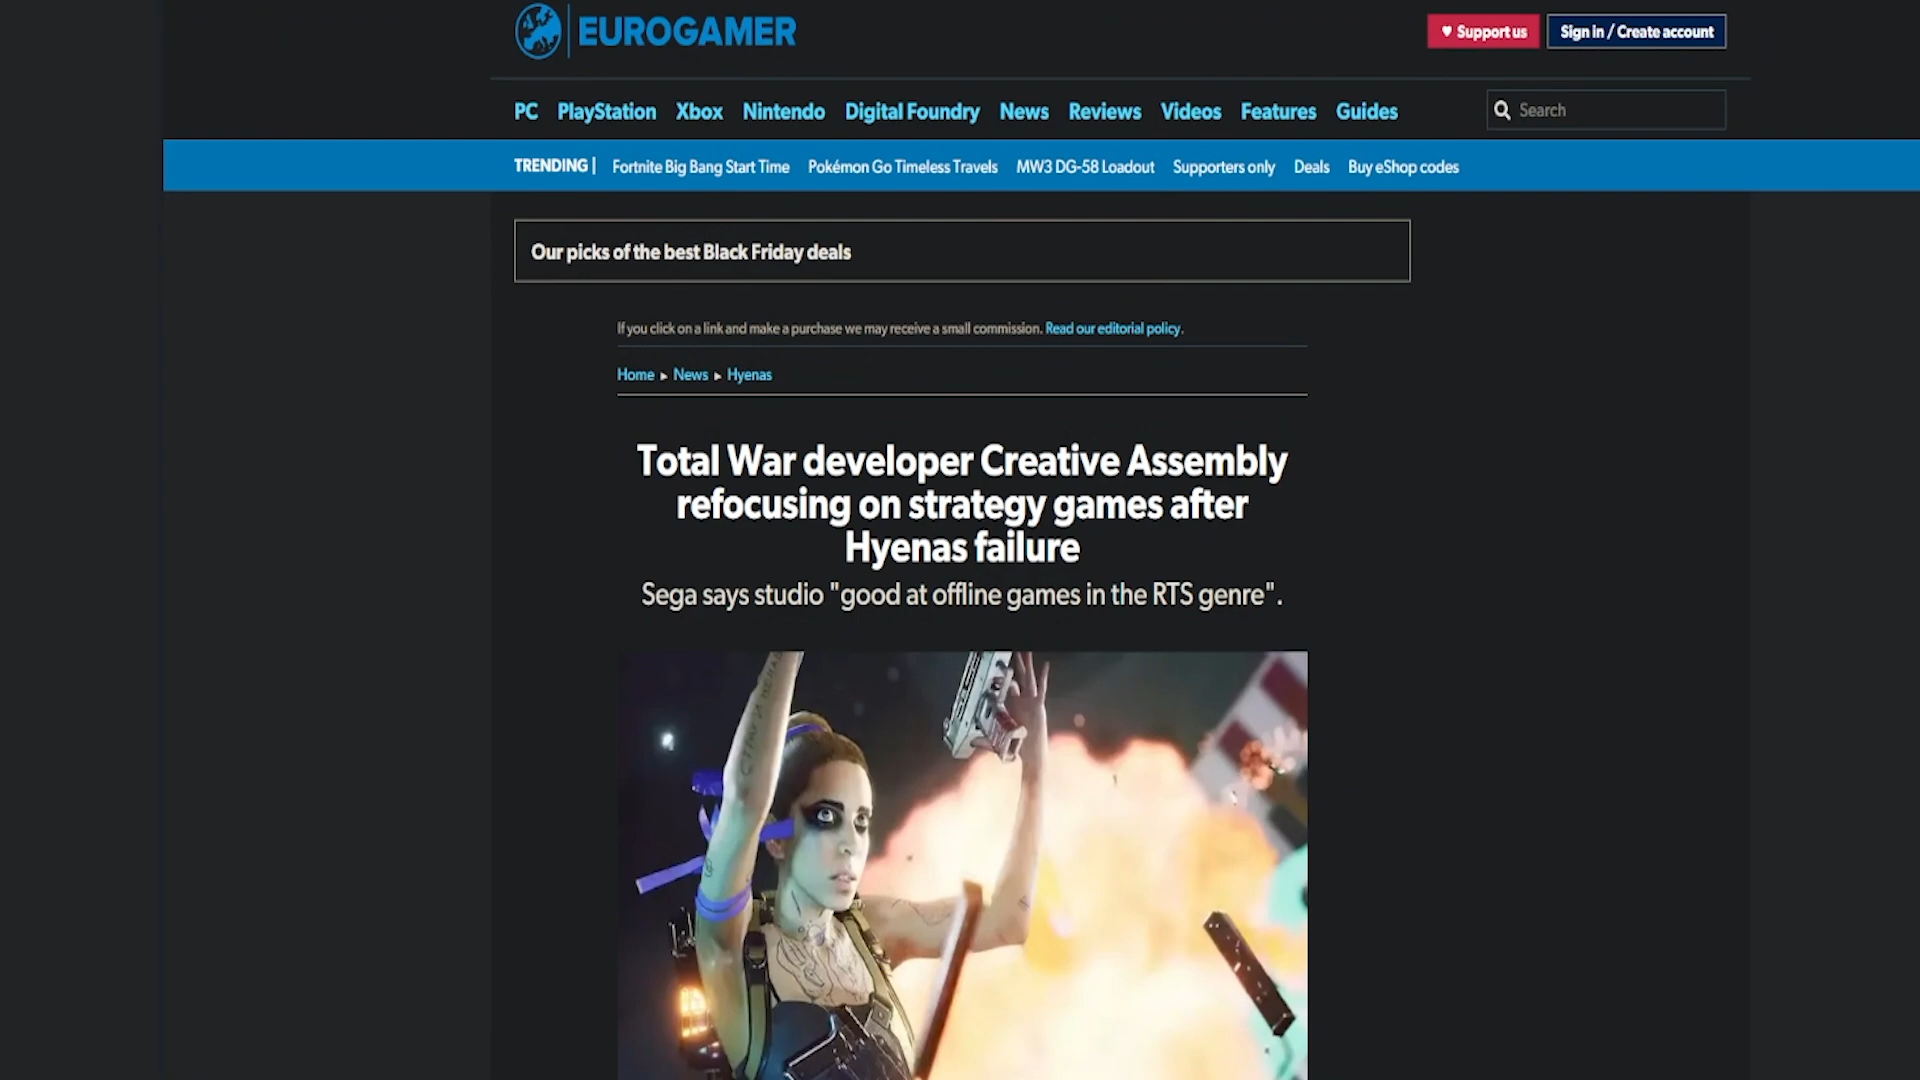 EUROGAMER
Support us
Sign in / Create account
PC PlayStation Xbox Nintendo Digital Foundry News Reviews Videos Features Guides
Search
TRENDING | Fortnite Big Bang Start Time Pokémon Go Timeless Travels MW3 DG-58 Loadout Supporters only Deals Buy eShop codes
Our picks of the best Black Friday deals
If you click on a link and make a purchase we may receive a small commission. Read our editorial policy.
Home ▸ News ▸ Hyenas
Total War developer Creative Assembly
refocusing on strategy games after
Hyenas failure
Sega says studio "good at offline games in the RTS genre".